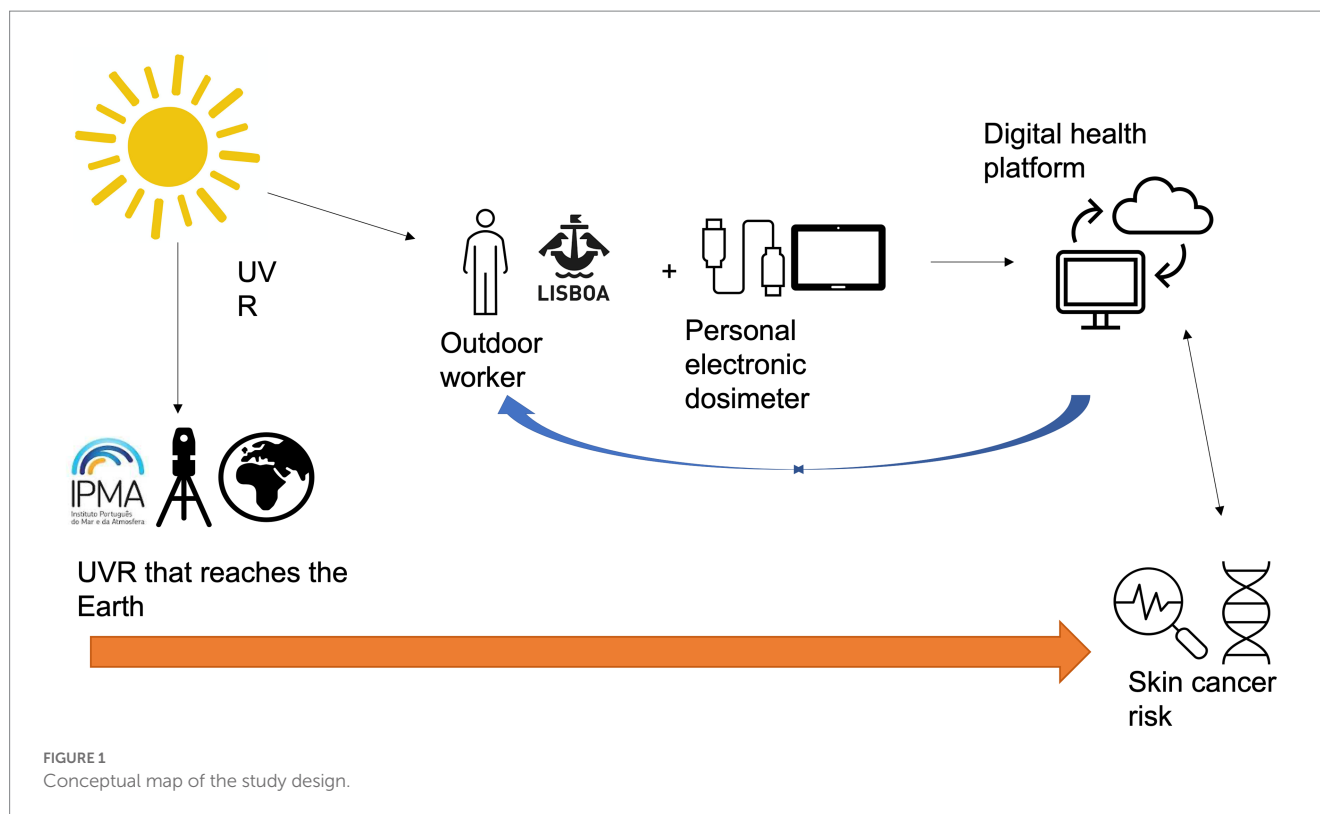 Digital health
platform
UV
R
LISBOA
+
Outdoor
worker
Personal
electronic
dosimeter
IPMA
Instituto Português
do Mar e da Atmosfera
UVR that reaches the
Earth
Skin cancer
risk
FIGURE 1
Conceptual map of the study design.